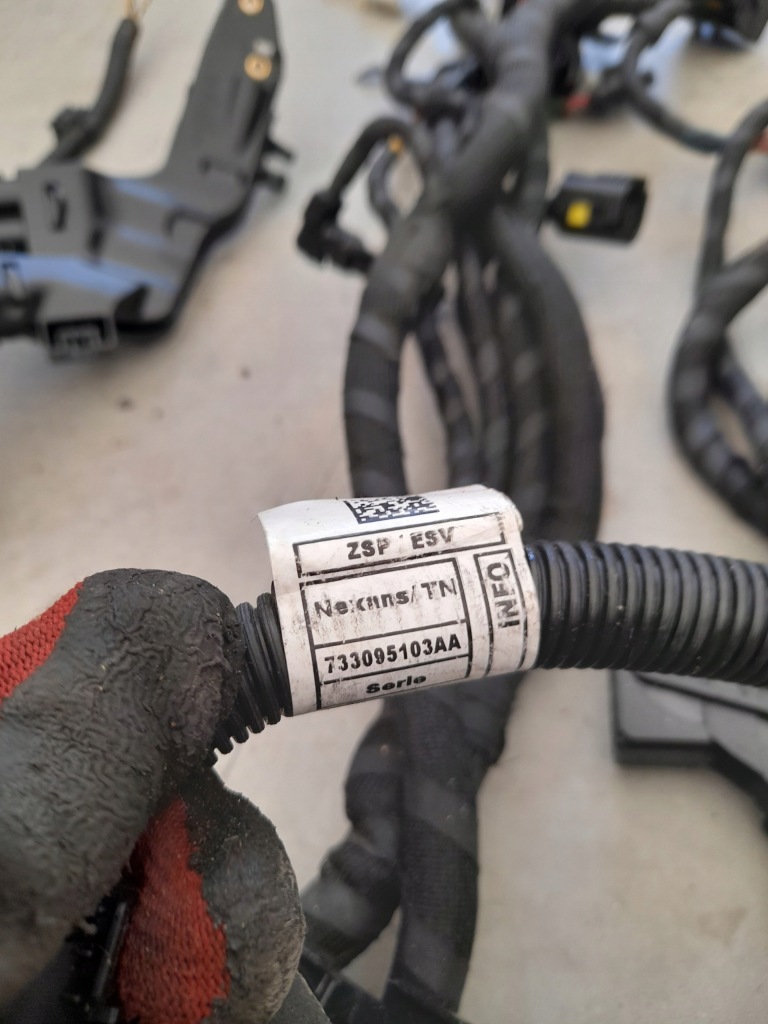 ZSP ESV
Nexans/TN
733095103AA
Serie
INFO